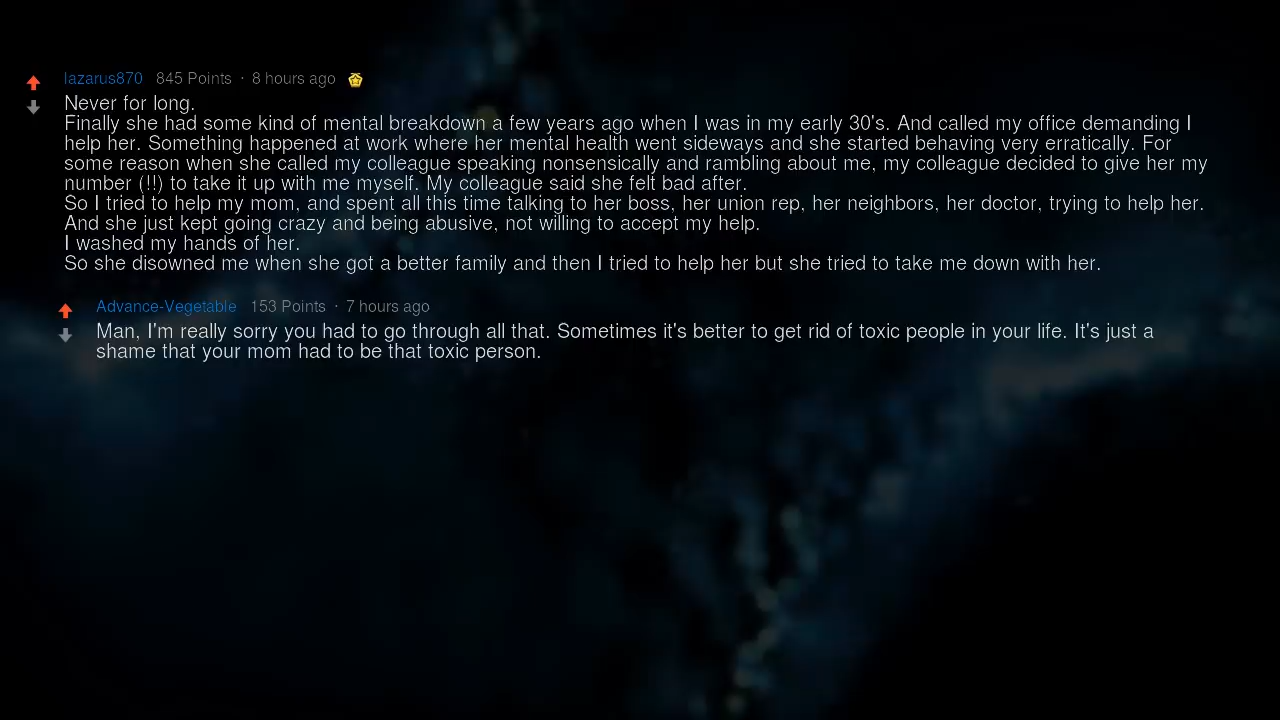 lazarus870 845 Points · 8 hours ago
Never for long.
Finally she had some kind of mental breakdown a few years ago when I was in my early 30's. And called my office demanding I
help her. Something happened at work where her mental health went sideways and she started behaving very erratically. For
some reason when she called my colleague speaking nonsensically and rambling about me, my colleague decided to give her my
number (!!) to take it up with me myself. My colleague said she felt bad after.
So I tried to help my mom, and spent all this time talking to her boss, her union rep, her neighbors, her doctor, trying to help her.
And she just kept going crazy and being abusive, not willing to accept my help.
I washed my hands of her.
So she disowned me when she got a better family and then I tried to help her but she tried to take me down with her.
Advance-Vegetable 153 Points · 7 hours ago
Man, I'm really sorry you had to go through all that. Sometimes it's better to get rid of toxic people in your life. It's just a
shame that your mom had to be that toxic person.